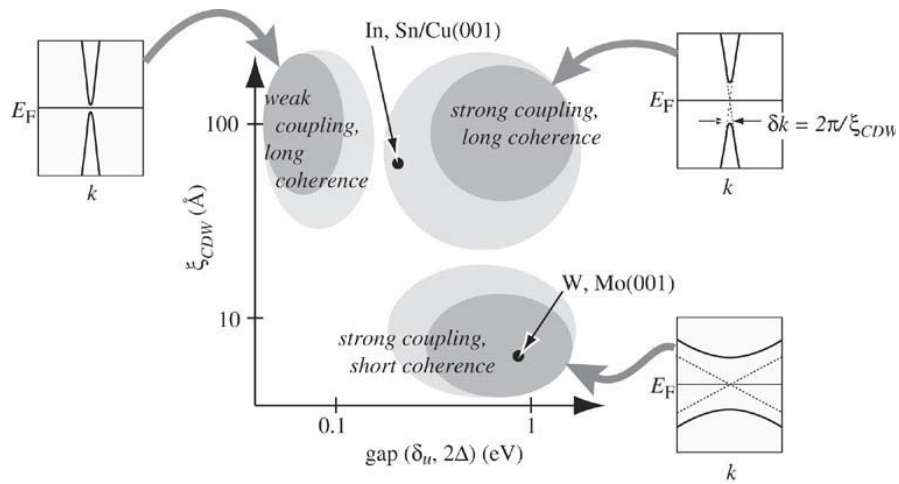 In, Sn/Cu(001)
E_F
k
weak
coupling,
long
coherence
strong coupling,
long coherence
E_F
δk = 2π/ξ_CDW
k
100
ξ_CDW (Å)
10
W, Mo(001)
strong coupling,
short coherence
E_F
k
0.1
1
gap (δ_u, 2Δ) (eV)